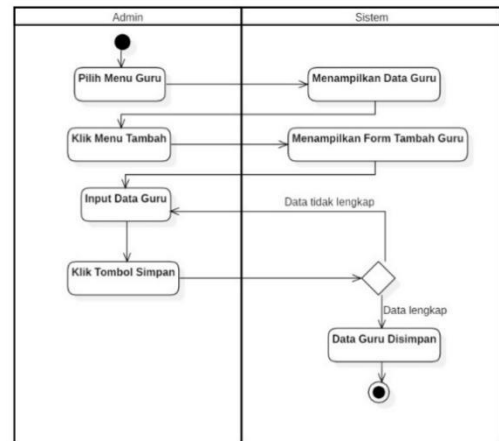 Admin
Sistem
Pilih Menu Guru
Menampilkan Data Guru
Klik Menu Tambah
Menampilkan Form Tambah Guru
Input Data Guru
Data tidak lengkap
Klik Tombol Simpan
Data lengkap
Data Guru Disimpan